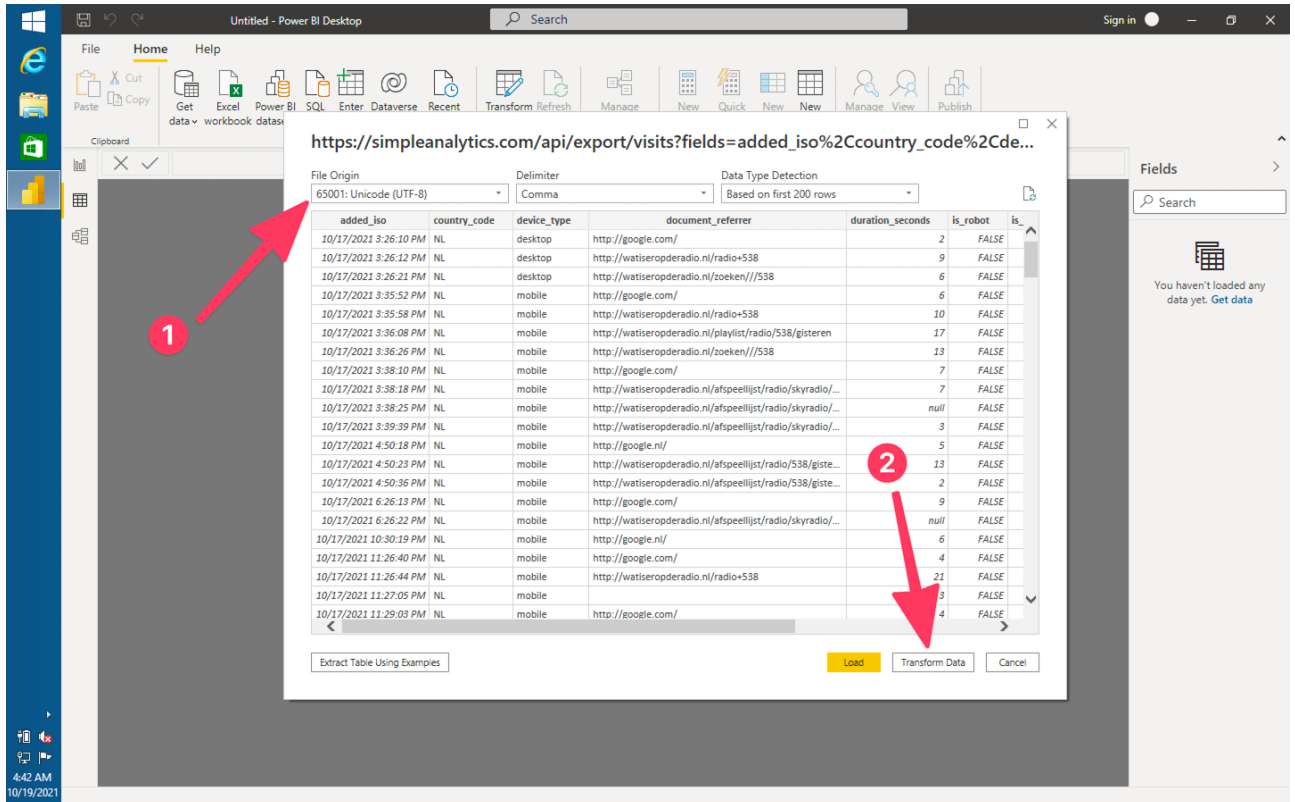 Untitled - Power BI Desktop
Search
Sign in
File Home Help
Paste
Cut
Copy
Get data
Excel workbook
Power BI
SQL
Enter
Dataverse
Recent
Transform
Refresh
Manage
New
Quick
New
New
Manage
View
Publish
Clipboard
https://simpleanalytics.com/api/export/visits?fields=added_iso%2Ccountry_code%2Cde...
File Origin Delimiter Data Type Detection
65001: Unicode (UTF-8) Comma Based on first 200 rows
added_iso country_code device_type document_referrer duration_seconds is_robot is_
10/17/2021 3:26:10 PM NL desktop http://google.com/ 2 FALSE
10/17/2021 3:26:12 PM NL desktop http://watiseropderadio.nl/radio+538 9 FALSE
10/17/2021 3:26:21 PM NL desktop http://watiseropderadio.nl/zoeken///538 6 FALSE
10/17/2021 3:35:52 PM NL mobile http://google.com/ 6 FALSE
10/17/2021 3:35:58 PM NL mobile http://watiseropderadio.nl/radio+538 10 FALSE
10/17/2021 3:36:08 PM NL mobile http://watiseropderadio.nl/playlist/radio/538/gisteren 17 FALSE
10/17/2021 3:36:26 PM NL mobile http://watiseropderadio.nl/zoeken///538 13 FALSE
10/17/2021 3:38:10 PM NL mobile http://google.com/ 7 FALSE
10/17/2021 3:38:18 PM NL mobile http://watiseropderadio.nl/afspeellijst/radio/skyradio/... 7 FALSE
10/17/2021 3:38:25 PM NL mobile http://watiseropderadio.nl/afspeellijst/radio/skyradio/... null FALSE
10/17/2021 3:39:39 PM NL mobile http://watiseropderadio.nl/afspeellijst/radio/skyradio/... 3 FALSE
10/17/2021 4:50:18 PM NL mobile http://google.nl/ 5 FALSE
10/17/2021 4:50:23 PM NL mobile http://watiseropderadio.nl/afspeellijst/radio/538/giste... 13 FALSE
10/17/2021 4:50:36 PM NL mobile http://watiseropderadio.nl/afspeellijst/radio/538/giste... 2 FALSE
10/17/2021 6:26:13 PM NL mobile http://google.com/ 9 FALSE
10/17/2021 6:26:22 PM NL mobile http://watiseropderadio.nl/afspeellijst/radio/skyradio/... null FALSE
10/17/2021 10:30:19 PM NL mobile http://google.nl/ 6 FALSE
10/17/2021 11:26:40 PM NL mobile http://google.com/ 4 FALSE
10/17/2021 11:26:44 PM NL mobile http://watiseropderadio.nl/radio+538 21 FALSE
10/17/2021 11:27:05 PM NL mobile 3 FALSE
10/17/2021 11:29:03 PM NL mobile http://google.com/ 4 FALSE
1
2
Extract Table Using Examples
Load
Transform Data
Cancel
Fields
Search
You haven't loaded any
data yet. Get data
4:42 AM
10/19/2021